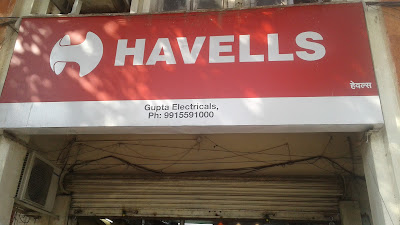 HAVELLS
हैवल्स
Gupta Electricals,
Ph: 9915591000